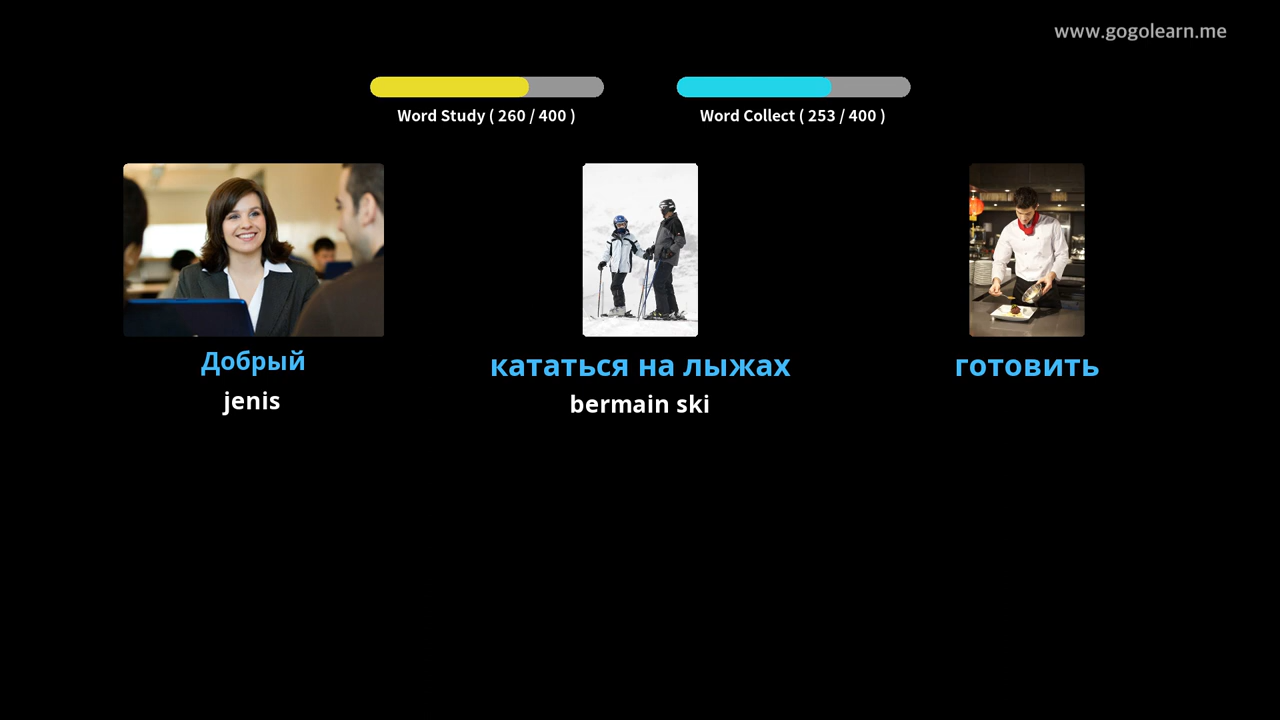 www.gogolearn.me
Word Study ( 260 / 400 )
Word Collect ( 253 / 400 )
Добрый
jenis
кататься на лыжах
bermain ski
готовить